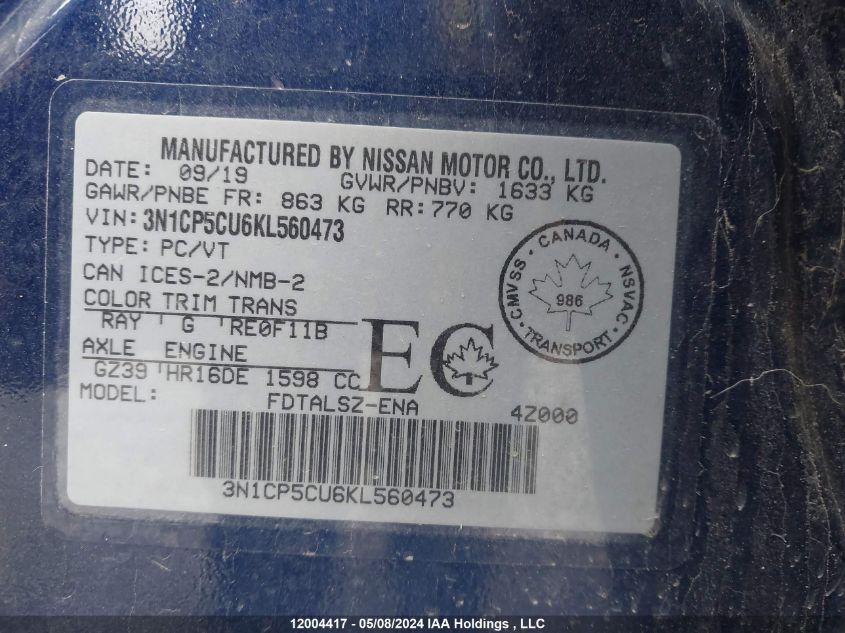 MANUFACTURED BY NISSAN MOTOR CO., LTD.
DATE: 09/19 GVWR/PNBV: 1633 KG
GAWR/PNBE FR: 863 KG RR: 770 KG
VIN: 3N1CP5CU6KL560473
TYPE: PC/VT
CAN ICES-2/NMB-2
COLOR TRIM TRANS
RAY G RE0F11B
AXLE ENGINE
GZ39 HR16DE 1598 CC
EC
CANADA
CMVSS NSVAC
986
TRANSPORT
MODEL: FDTALSZ-ENA 4Z000
3N1CP5CU6KL560473
12004417 - 05/08/2024 IAA Holdings , LLC